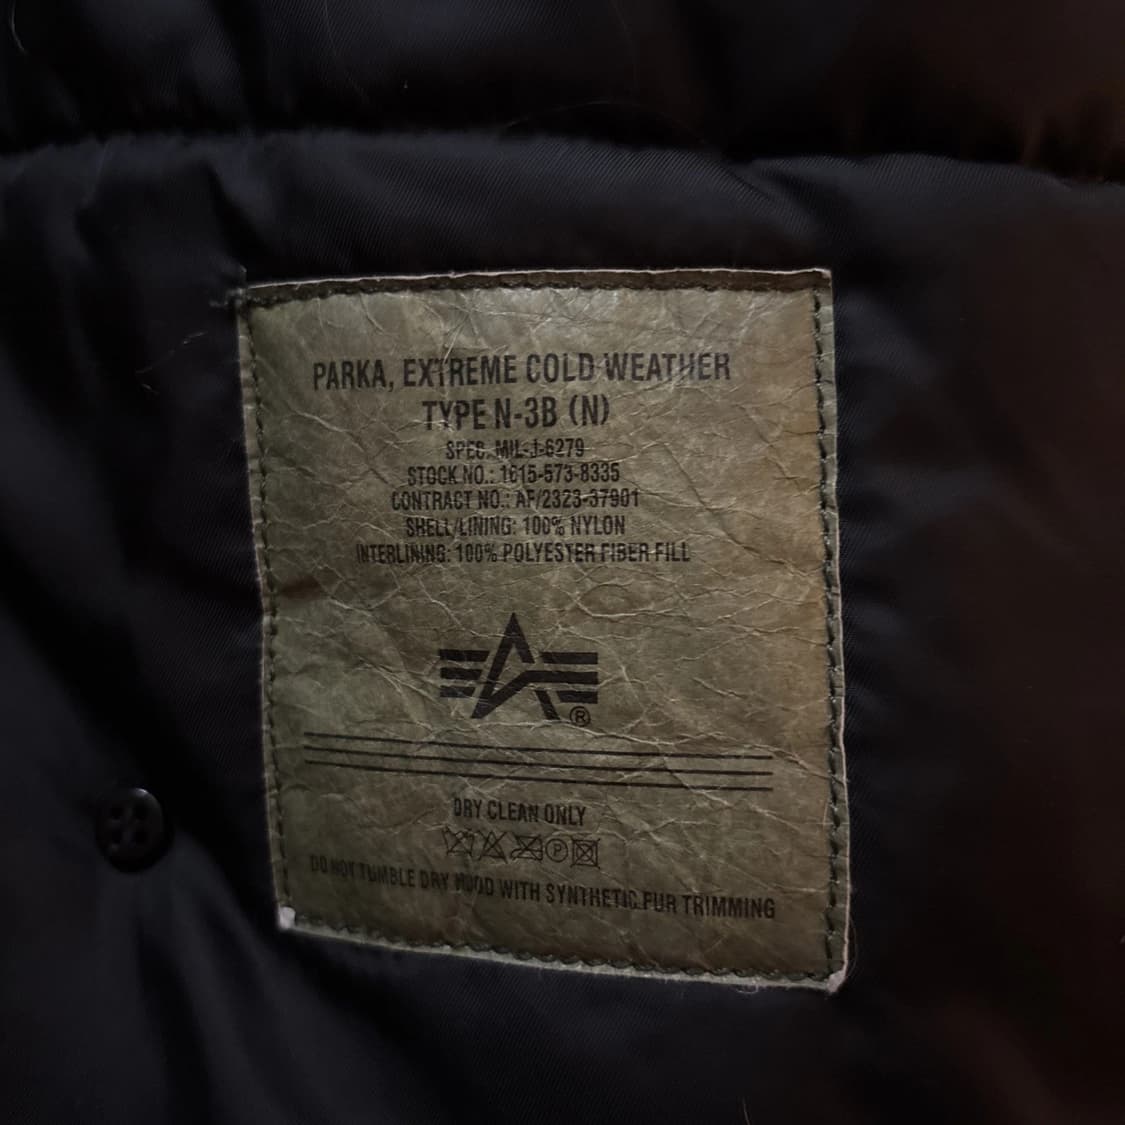 PARKA, EXTREME COLD WEATHER
TYPE N-3B (N)
SPEC. MIL-J-6279
STOCK NO.: 1615-573-8335
CONTRACT NO.: AF/2323-37901
SHELL/LINING: 100% NYLON
INTERLINING: 100% POLYESTER FIBER FILL
®
DRY CLEAN ONLY
P
DO NOT TUMBLE DRY HOOD WITH SYNTHETIC FUR TRIMMING